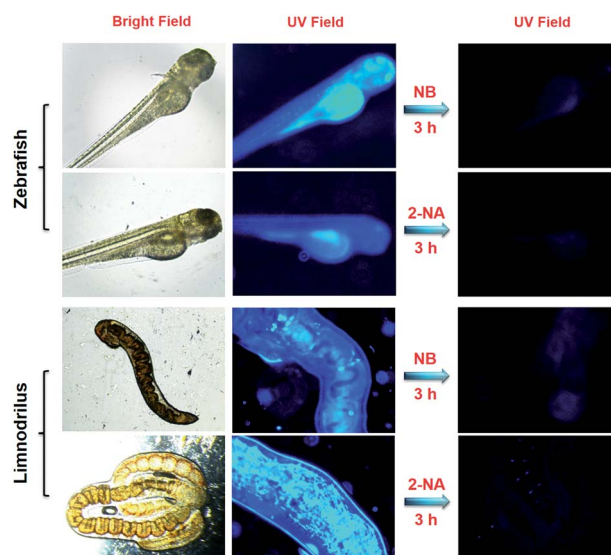 Bright Field
UV Field
UV Field
Zebrafish
NB
3 h
2-NA
3 h
Limnodrilus
NB
3 h
2-NA
3 h